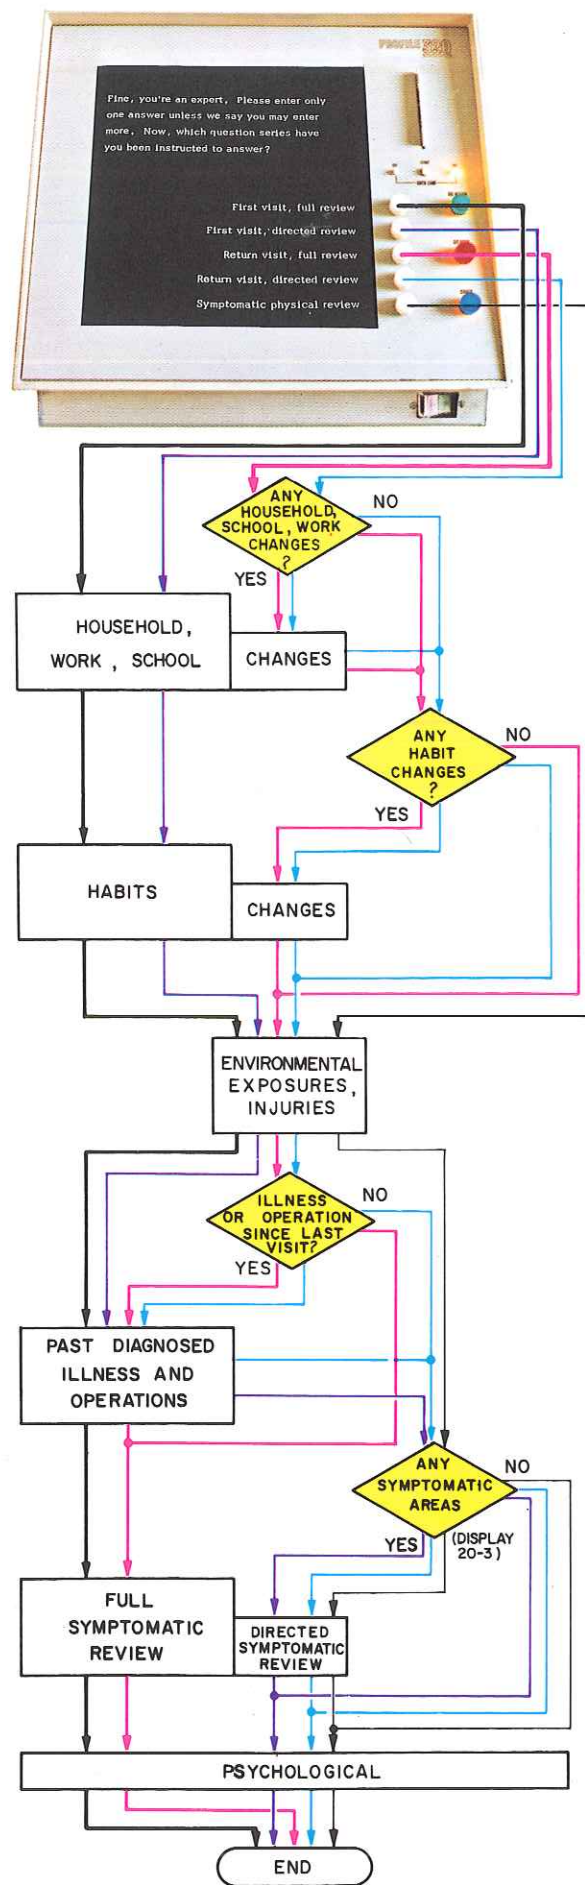 PROFILE 390
Fine, you're an expert. Please enter only
one answer unless we say you may enter
more. Now, which question series have
you been instructed to answer?
First visit, full review
First visit, directed review
Return visit, full review
Return visit, directed review
Symptomatic physical review
ANY
HOUSEHOLD,
SCHOOL, WORK
CHANGES
?
NO
YES
HOUSEHOLD,
WORK, SCHOOL
CHANGES
ANY
HABIT
CHANGES
?
NO
YES
HABITS
CHANGES
ENVIRONMENTAL
EXPOSURES,
INJURIES
ILLNESS
OR OPERATION
SINCE LAST
VISIT?
NO
YES
PAST DIAGNOSED
ILLNESS AND
OPERATIONS
ANY
SYMPTOMATIC
AREAS
NO
YES
(DISPLAY
20-3)
FULL
SYMPTOMATIC
REVIEW
DIRECTED
SYMPTOMATIC
REVIEW
PSYCHOLOGICAL
END